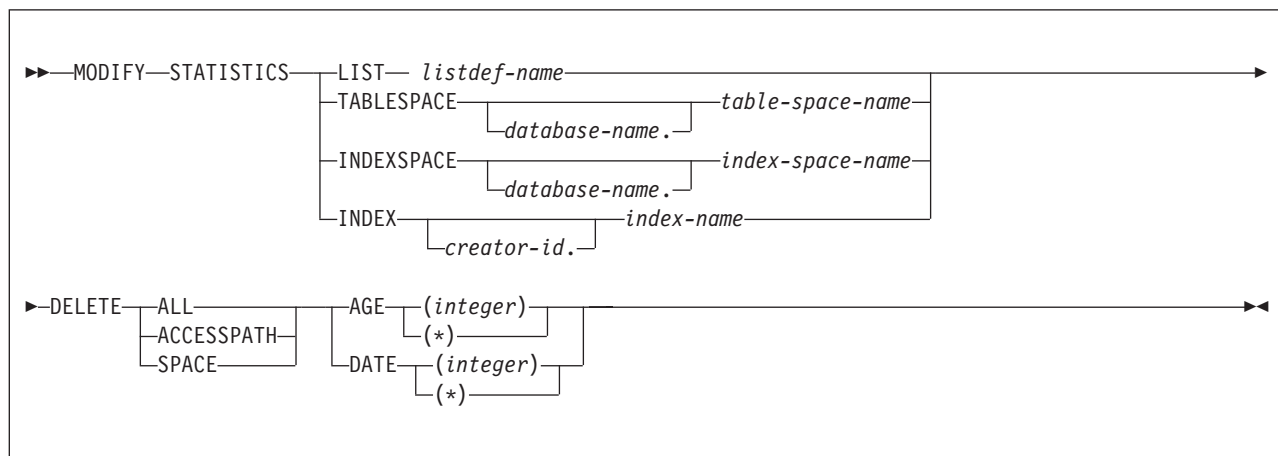 MODIFY STATISTICS LIST listdef-name
TABLESPACE table-space-name
database-name.
INDEXSPACE index-space-name
database-name.
INDEX index-name
creator-id.
DELETE ALL AGE (integer)
ACCESSPATH (*)
SPACE DATE (integer)
(*)